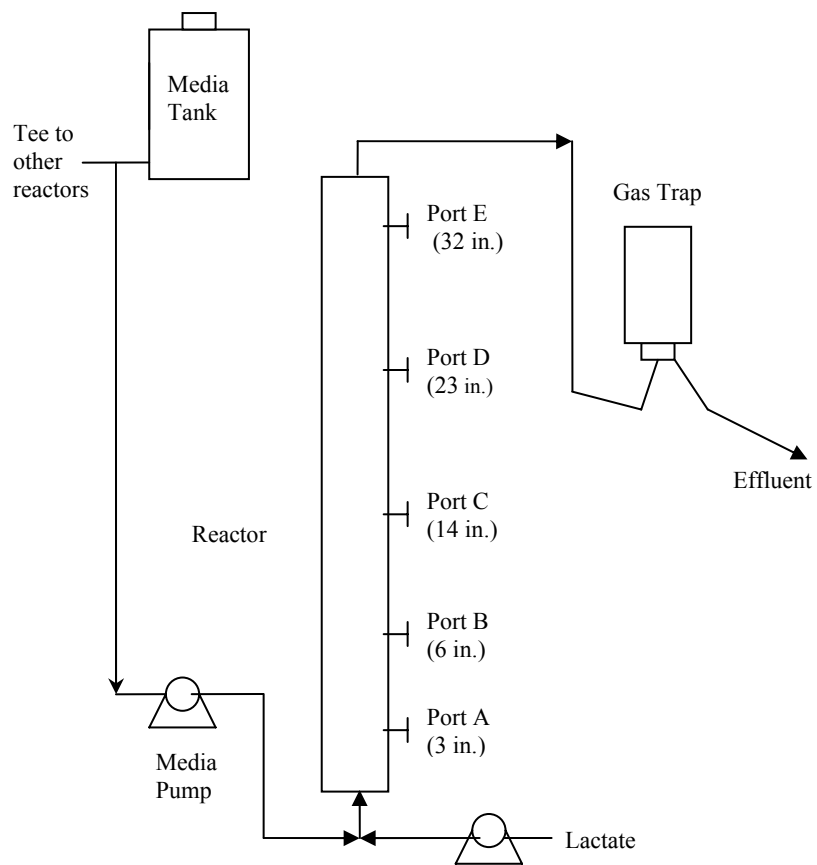 Media
Tank
Tee to
other
reactors
Port E
(32 in.)
Gas Trap
Port D
(23 in.)
Effluent
Port C
(14 in.)
Reactor
Port B
(6 in.)
Port A
(3 in.)
Media
Pump
Lactate